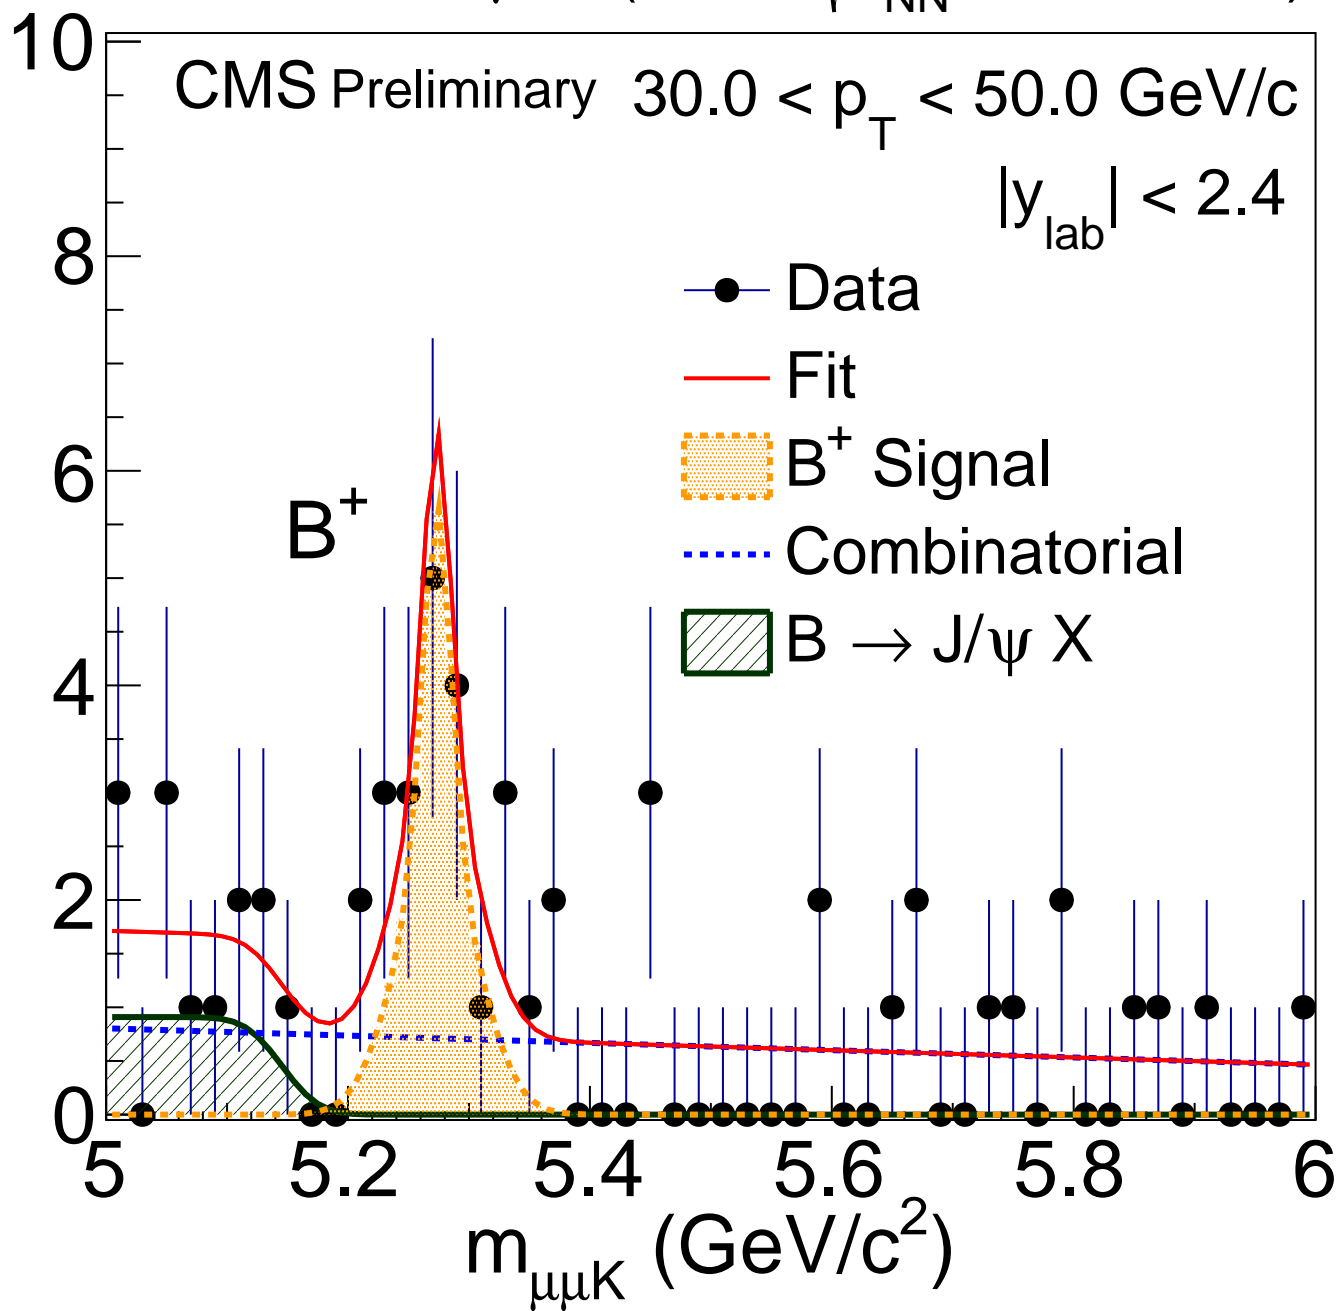 NN
10
CMS Preliminary 30.0 < p_T < 50.0 GeV/c
|y_lab| < 2.4
8
Data
Fit
6
B⁺ Signal
B⁺
Combinatorial
B → J/ψ X
4
2
0
5 5.2 5.4 5.6 5.8 6
m_μμK (GeV/c²)